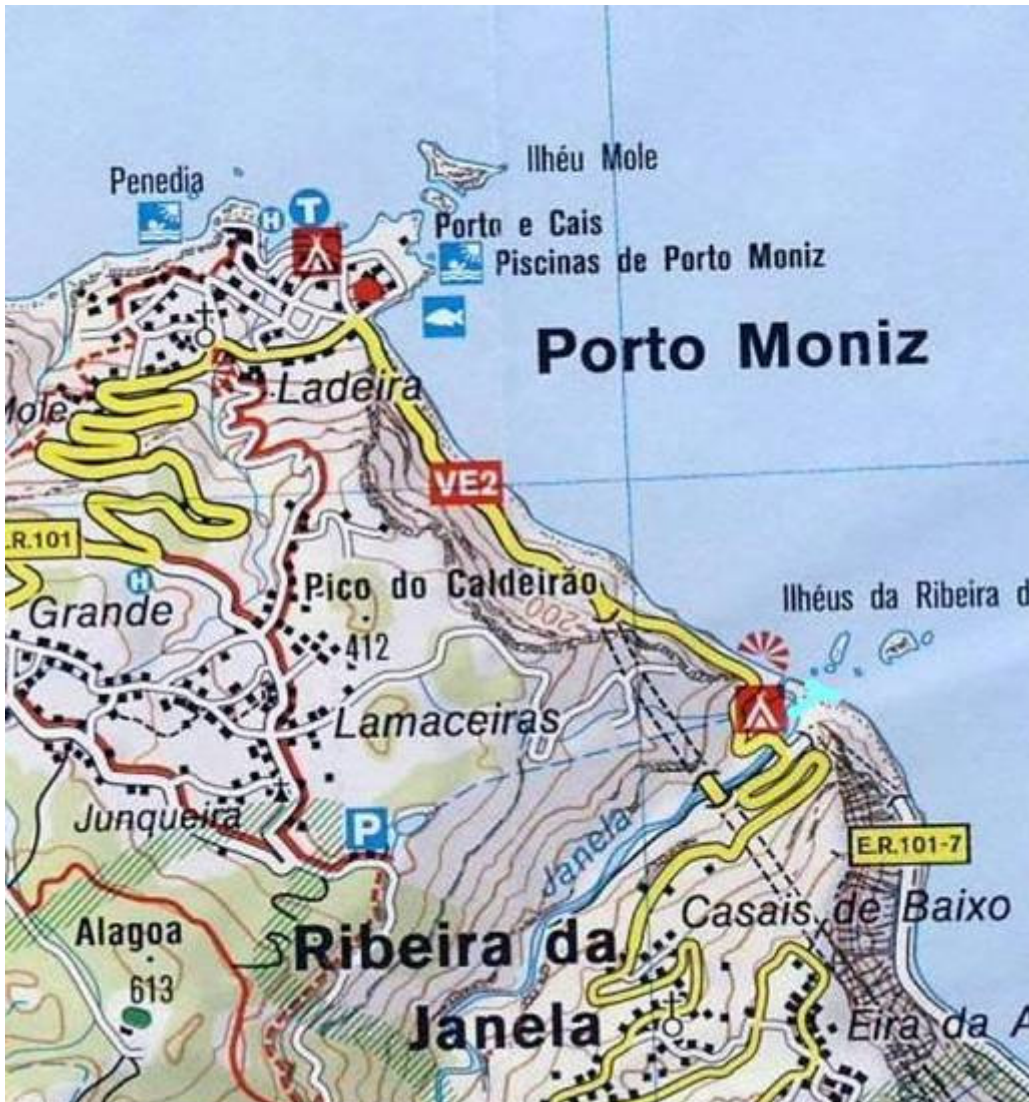 Ilhéu Mole
Penedia
H
T
Porto e Cais
Piscinas de Porto Moniz
Porto Moniz
Ladeira
Mole
VE2
E.R.101
H
Pico do Caldeirão
412
200
Ilhéus da Ribeira d
Grande
Lamaceiras
Junqueira
P
Janela
E.R.101-7
Casais de Baixo
Alagoa
613
Ribeira da
Janela
Eira da A